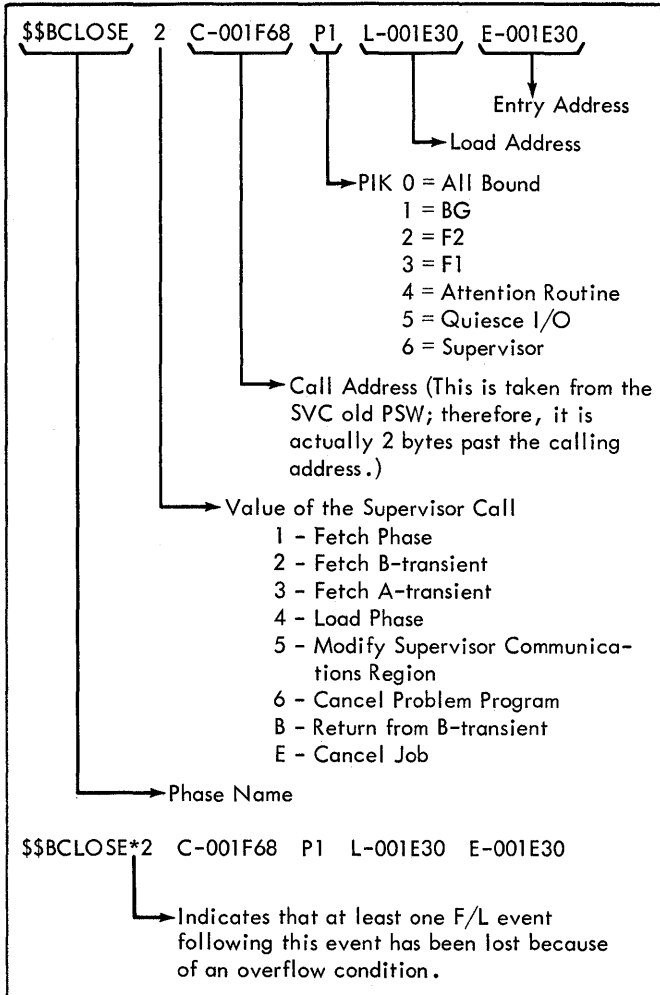 $$BCLOSE 2 C-001F68 P1 L-001E30 E-001E30
Entry Address
Load Address
PIK 0 = All Bound
1 = BG
2 = F2
3 = F1
4 = Attention Routine
5 = Quiesce I/O
6 = Supervisor
Call Address (This is taken from the
SVC old PSW; therefore, it is
actually 2 bytes past the calling
address.)
Value of the Supervisor Call
1 - Fetch Phase
2 - Fetch B-transient
3 - Fetch A-transient
4 - Load Phase
5 - Modify Supervisor Communica-
tions Region
6 - Cancel Problem Program
B - Return from B-transient
E - Cancel Job
Phase Name
$$BCLOSE*2 C-001F68 P1 L-001E30 E-001E30
Indicates that at least one F/L event
following this event has been lost because
of an overflow condition.